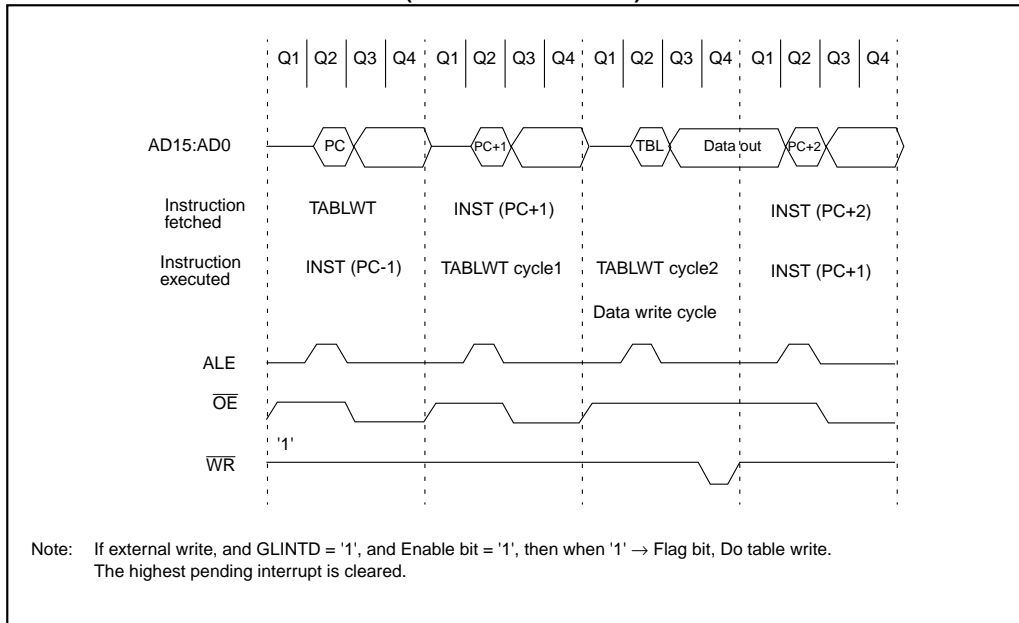 Q1 Q2 Q3 Q4 Q1 Q2 Q3 Q4 Q1 Q2 Q3 Q4 Q1 Q2 Q3 Q4
AD15:AD0 PC PC+1 TBL Data out PC+2
Instruction fetched TABLWT INST (PC+1) INST (PC+2)
Instruction executed INST (PC-1) TABLWT cycle1 TABLWT cycle2 INST (PC+1)
Data write cycle
ALE
OE
'1'
WR
Note: If external write, and GLINTD = '1', and Enable bit = '1', then when '1' → Flag bit, Do table write.
The highest pending interrupt is cleared.